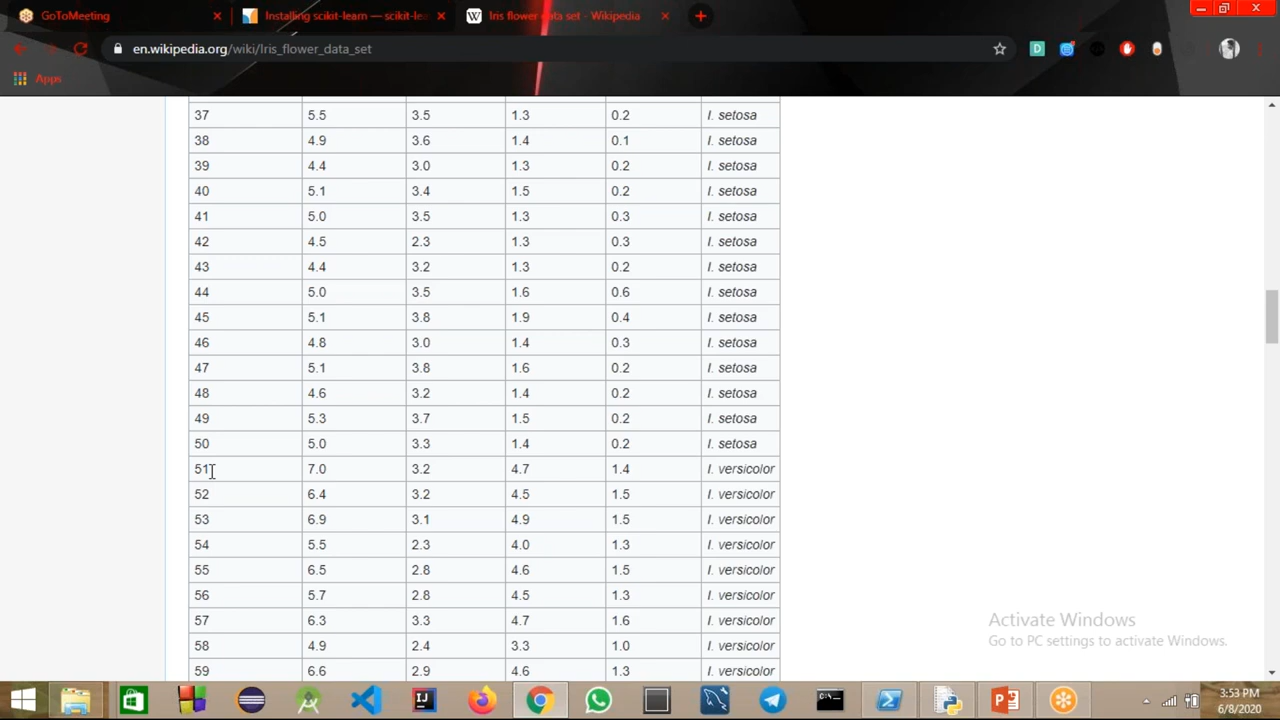 GoToMeeting
Installing scikit-learn — scikit-lea
Iris flower data set - Wikipedia
en.wikipedia.org/wiki/Iris_flower_data_set
Apps
37 5.5 3.5 1.3 0.2 I. setosa
38 4.9 3.6 1.4 0.1 I. setosa
39 4.4 3.0 1.3 0.2 I. setosa
40 5.1 3.4 1.5 0.2 I. setosa
41 5.0 3.5 1.3 0.3 I. setosa
42 4.5 2.3 1.3 0.3 I. setosa
43 4.4 3.2 1.3 0.2 I. setosa
44 5.0 3.5 1.6 0.6 I. setosa
45 5.1 3.8 1.9 0.4 I. setosa
46 4.8 3.0 1.4 0.3 I. setosa
47 5.1 3.8 1.6 0.2 I. setosa
48 4.6 3.2 1.4 0.2 I. setosa
49 5.3 3.7 1.5 0.2 I. setosa
50 5.0 3.3 1.4 0.2 I. setosa
51 7.0 3.2 4.7 1.4 I. versicolor
52 6.4 3.2 4.5 1.5 I. versicolor
53 6.9 3.1 4.9 1.5 I. versicolor
54 5.5 2.3 4.0 1.3 I. versicolor
55 6.5 2.8 4.6 1.5 I. versicolor
56 5.7 2.8 4.5 1.3 I. versicolor
57 6.3 3.3 4.7 1.6 I. versicolor
58 4.9 2.4 3.3 1.0 I. versicolor
59 6.6 2.9 4.6 1.3 I. versicolor
Activate Windows
Go to PC settings to activate Windows.
3:53 PM
6/8/2020